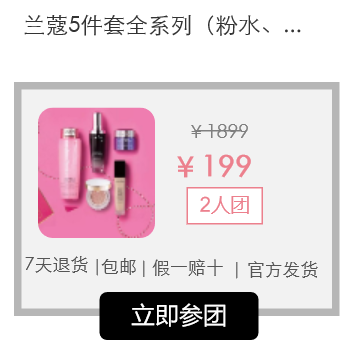 兰蔻5件套全系列（粉水、...
￥1899
￥199
2人团
7天退货 |包邮 | 假一赔十 | 官方发货
立即参团